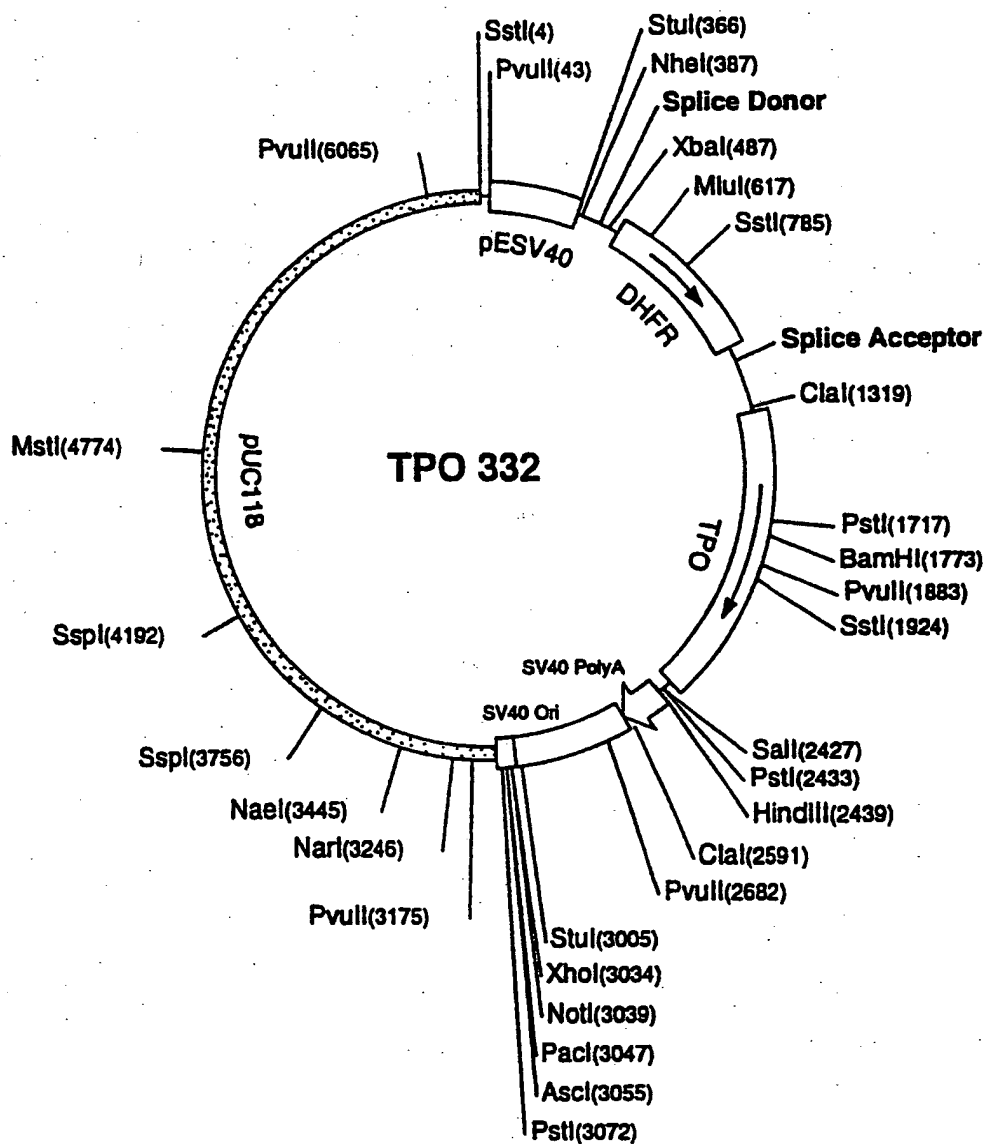 SstI(4)
PvuII(43)
StuI(366)
NheI(387)
Splice Donor
XbaI(487)
MluI(617)
SstI(785)
PvuII(6065)
pESV40
DHFR
Splice Acceptor
ClaI(1319)
MstI(4774)
pUC118
TPO 332
TPO
PstI(1717)
BamHI(1773)
PvuII(1883)
SstI(1924)
SspI(4192)
SV40 PolyA
SV40 Ori
SspI(3756)
SalI(2427)
PstI(2433)
HindIII(2439)
NaeI(3445)
NarI(3246)
ClaI(2591)
PvuII(2682)
PvuII(3175)
StuI(3005)
XhoI(3034)
NotI(3039)
PacI(3047)
AscI(3055)
PstI(3072)